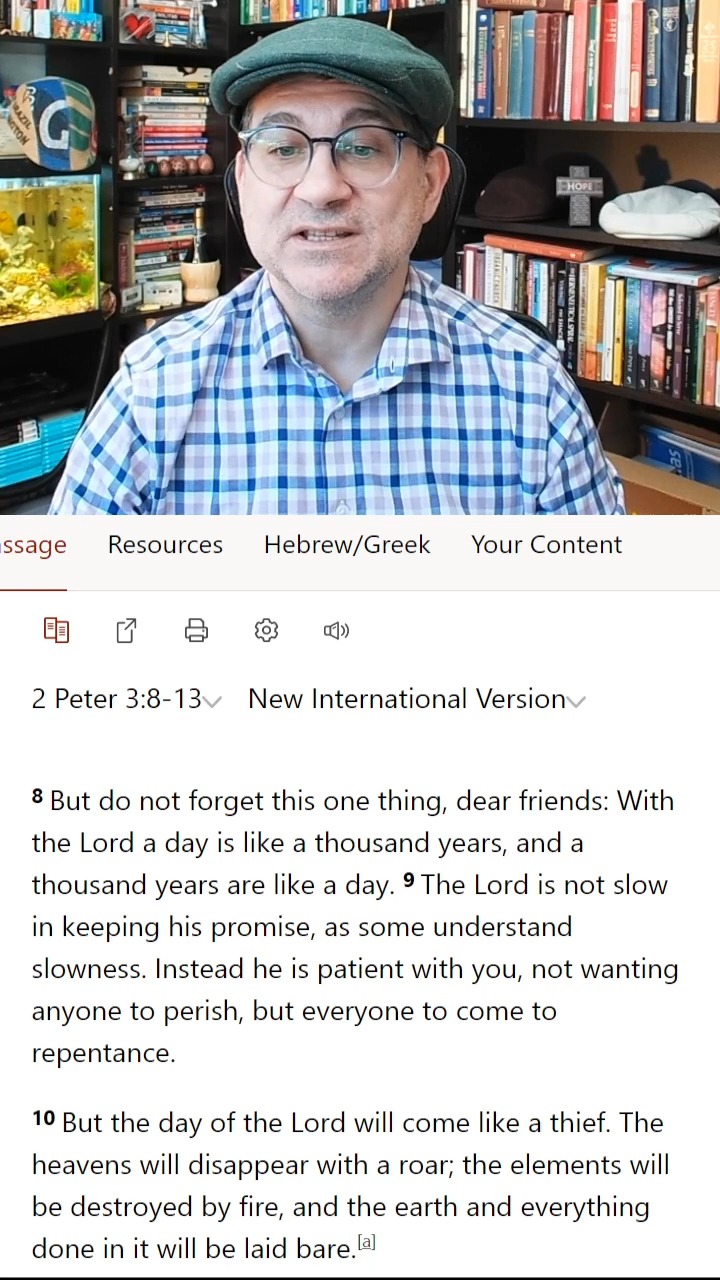 G
HOPE
ssage Resources Hebrew/Greek Your Content
2 Peter 3:8-13 New International Version
8 But do not forget this one thing, dear friends: With
the Lord a day is like a thousand years, and a
thousand years are like a day. 9 The Lord is not slow
in keeping his promise, as some understand
slowness. Instead he is patient with you, not wanting
anyone to perish, but everyone to come to
repentance.
10 But the day of the Lord will come like a thief. The
heavens will disappear with a roar; the elements will
be destroyed by fire, and the earth and everything
done in it will be laid bare.[a]